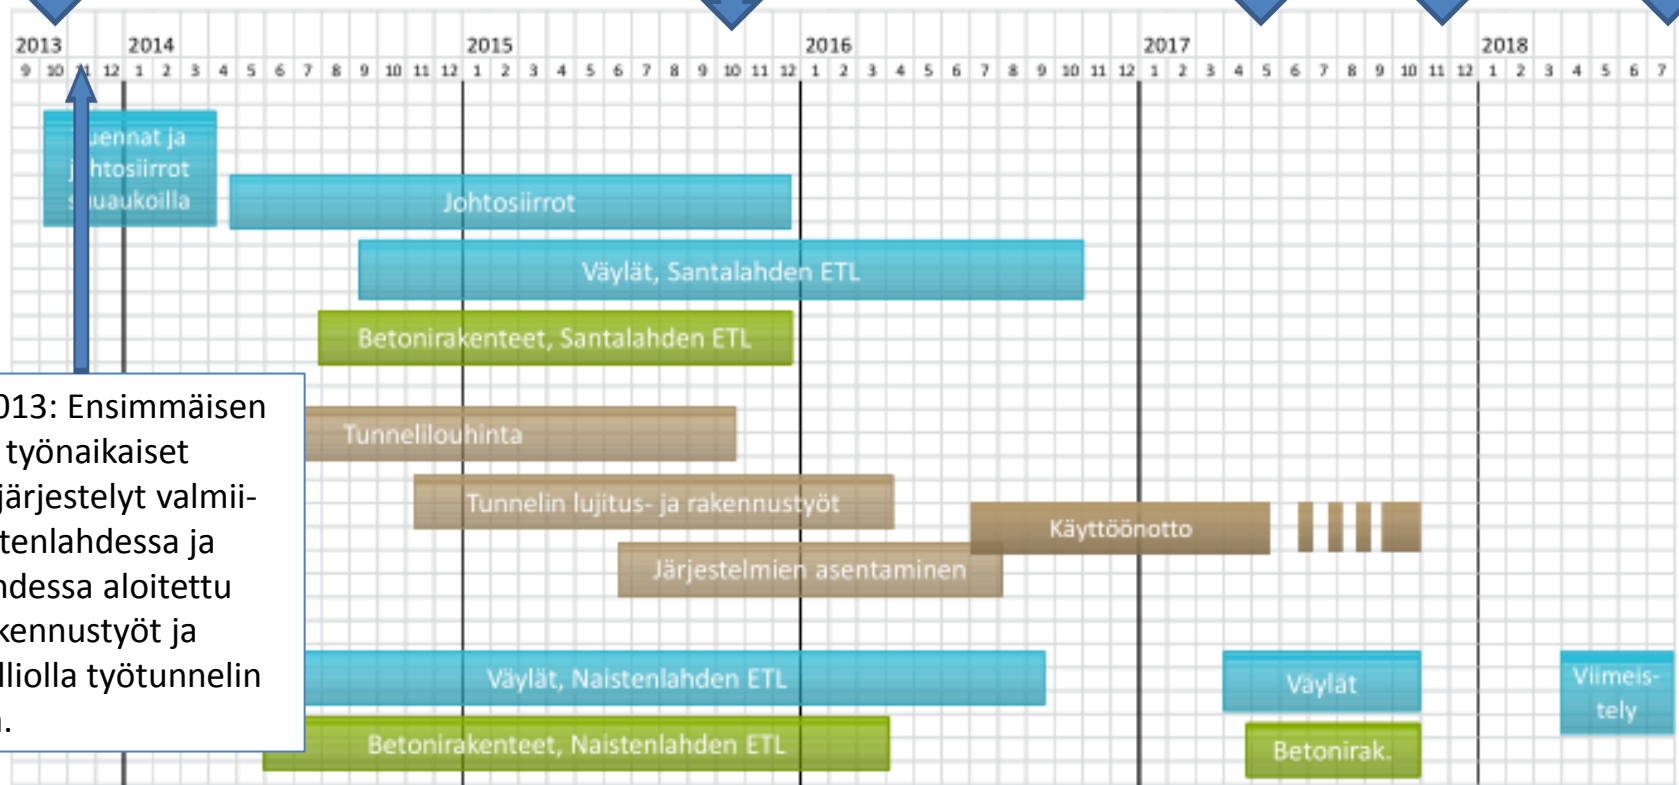 2013 2014 2015 2016 2017 2018
9 10 11 12 1 2 3 4 5 6 7 8 9 10 11 12 1 2 3 4 5 6 7 8 9 10 11 12 1 2 3 4 5 6 7 8 9 10 11 12 1 2 3 4 5 6 7 8 9 10 11 12 1 2 3 4 5 6 7
uennat ja
htosiirrot
uaukoilla
Johtosiirrot
Väylät, Santalahden ETL
Betonirakenteet, Santalahden ETL
013: Ensimmäisen
työnaikaiset
järjestelyt valmii-
tenlahdessa ja
hdessa aloitettu
kennustyöt ja
lliolla työtunnelin
Tunnelilouhinta
Tunnelin lujitus- ja rakennustyöt
Käyttöönotto
Järjestelmien asentaminen
Väylät, Naistenlahden ETL
Väylät
Viimeis-
tely
Betonirakenteet, Naistenlahden ETL
Betonirak.